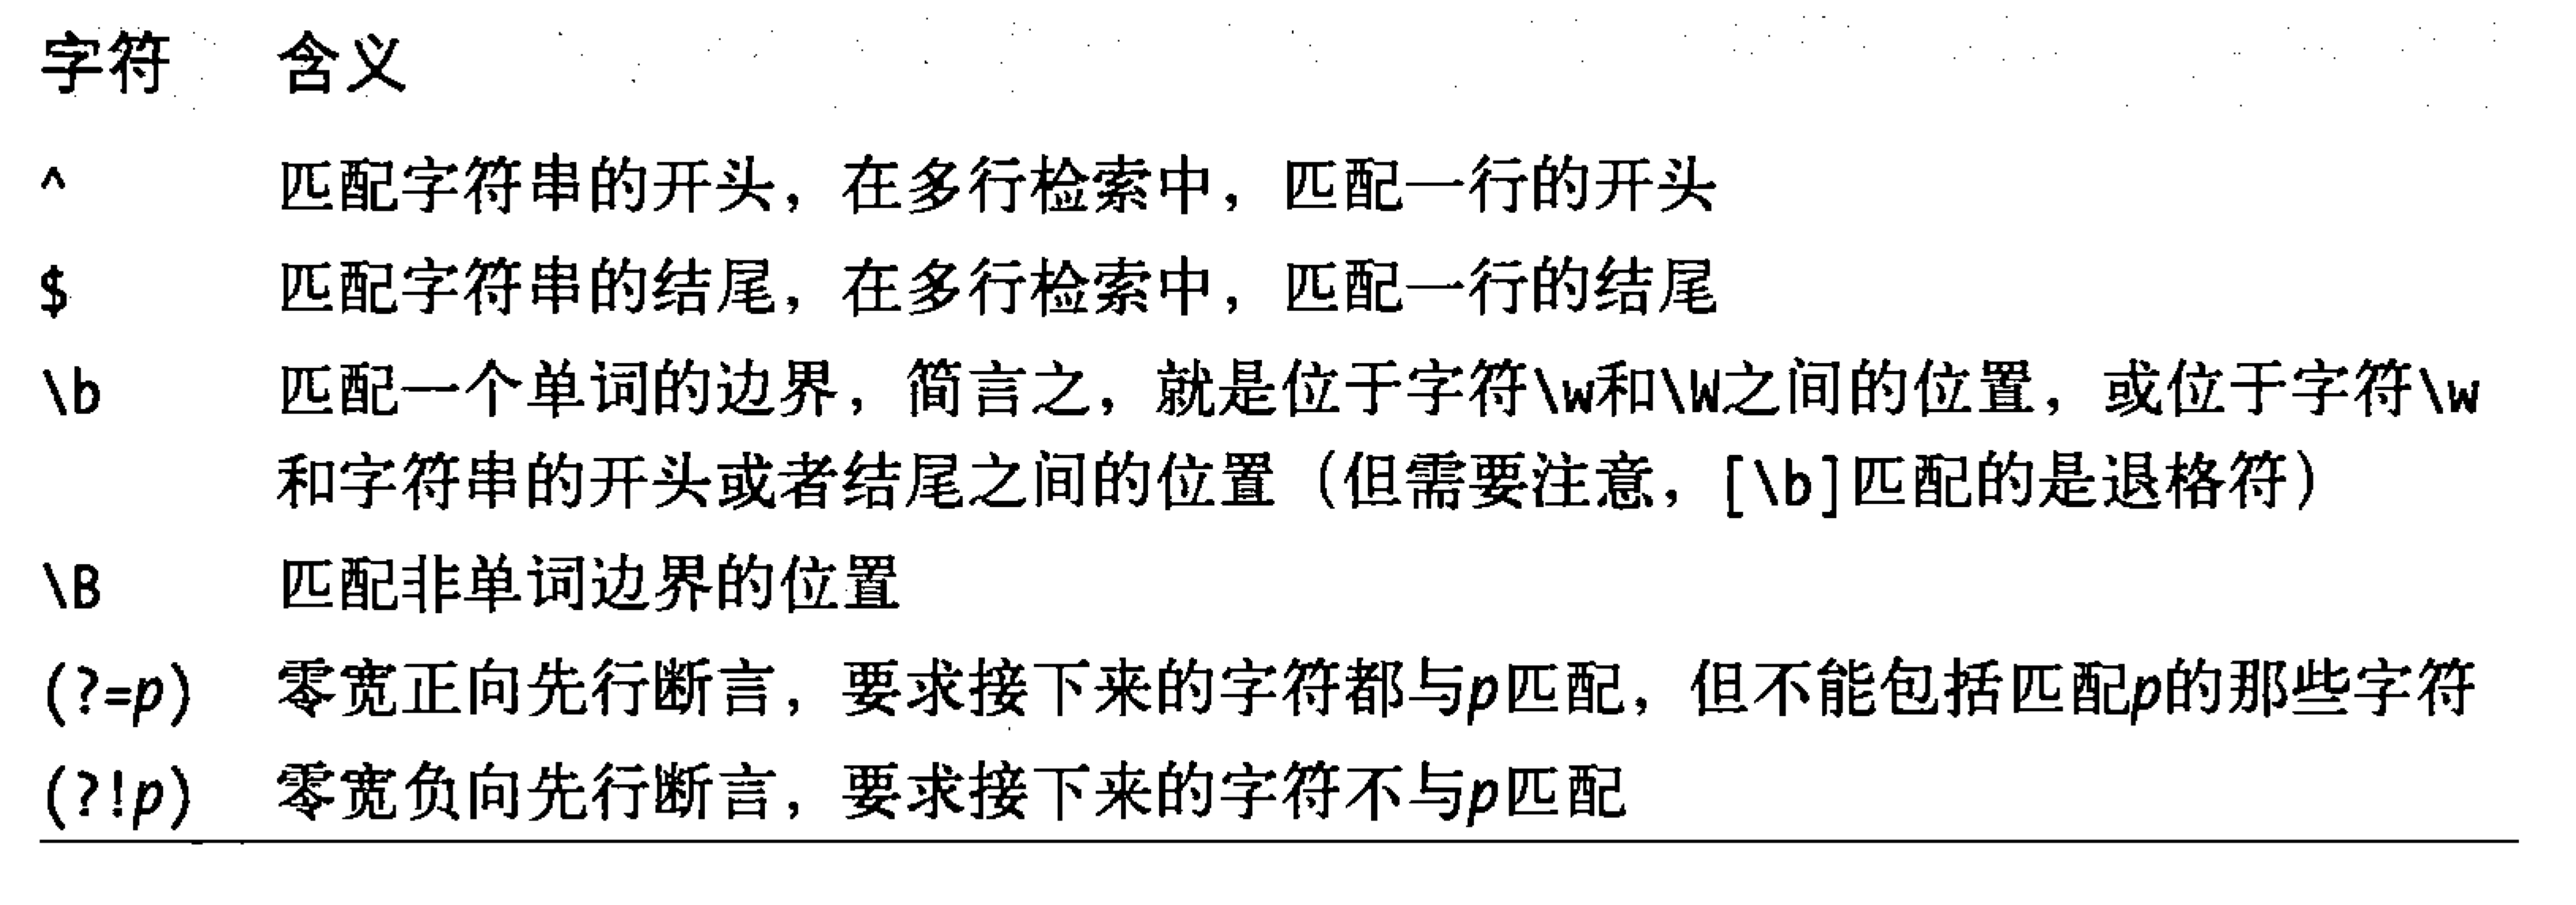 字符 含义
^ 匹配字符串的开头，在多行检索中，匹配一行的开头
$ 匹配字符串的结尾，在多行检索中，匹配一行的结尾
\b 匹配一个单词的边界，简言之，就是位于字符\w和\W之间的位置，或位于字符\w
和字符串的开头或者结尾之间的位置（但需要注意，[\b]匹配的是退格符）
\B 匹配非单词边界的位置
(?=p) 零宽正向先行断言，要求接下来的字符都与p匹配，但不能包括匹配p的那些字符
(?!p) 零宽负向先行断言，要求接下来的字符不与p匹配